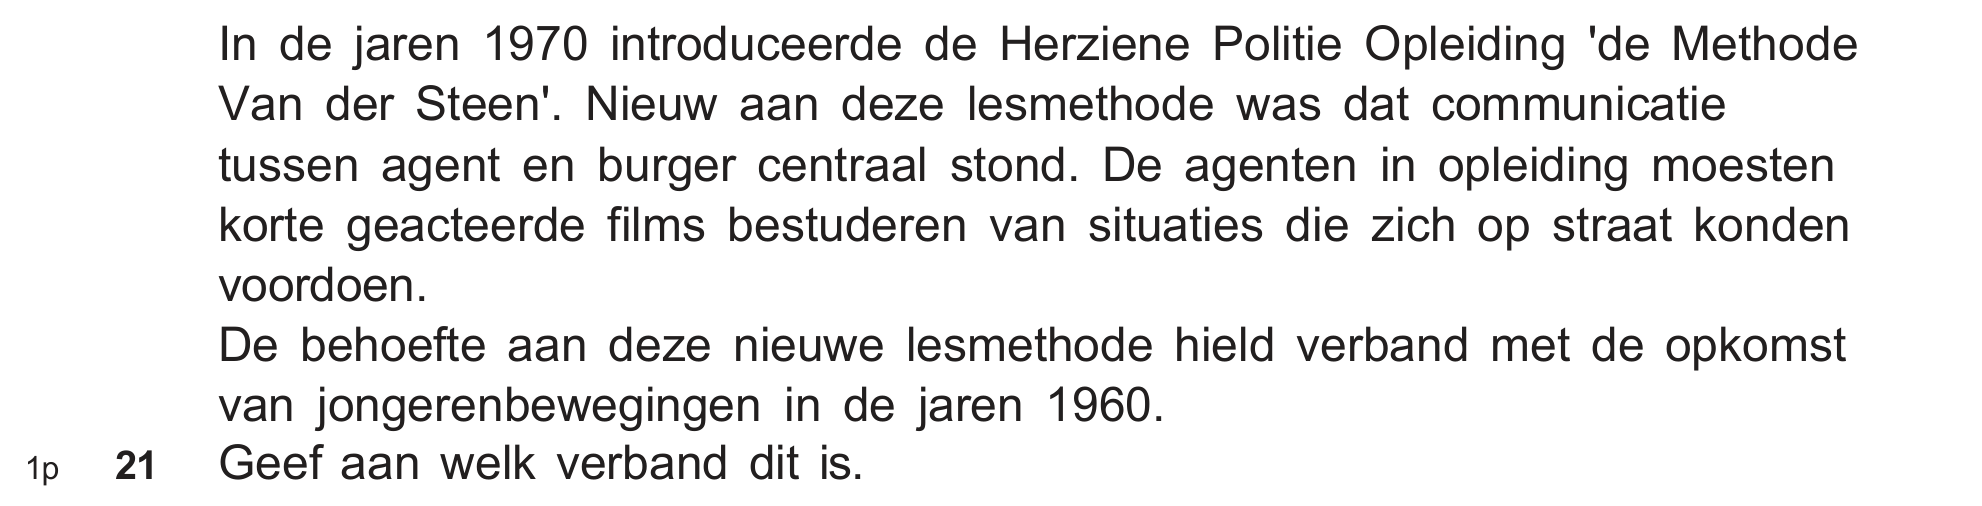 In de jaren 1970 introduceerde de Herziene Politie Opleiding 'de Methode
Van der Steen'. Nieuw aan deze lesmethode was dat communicatie
tussen agent en burger centraal stond. De agenten in opleiding moesten
korte geacteerde films bestuderen van situaties die zich op straat konden
voordoen.
De behoefte aan deze nieuwe lesmethode hield verband met de opkomst
van jongerenbewegingen in de jaren 1960.
1p 21 Geef aan welk verband dit is.